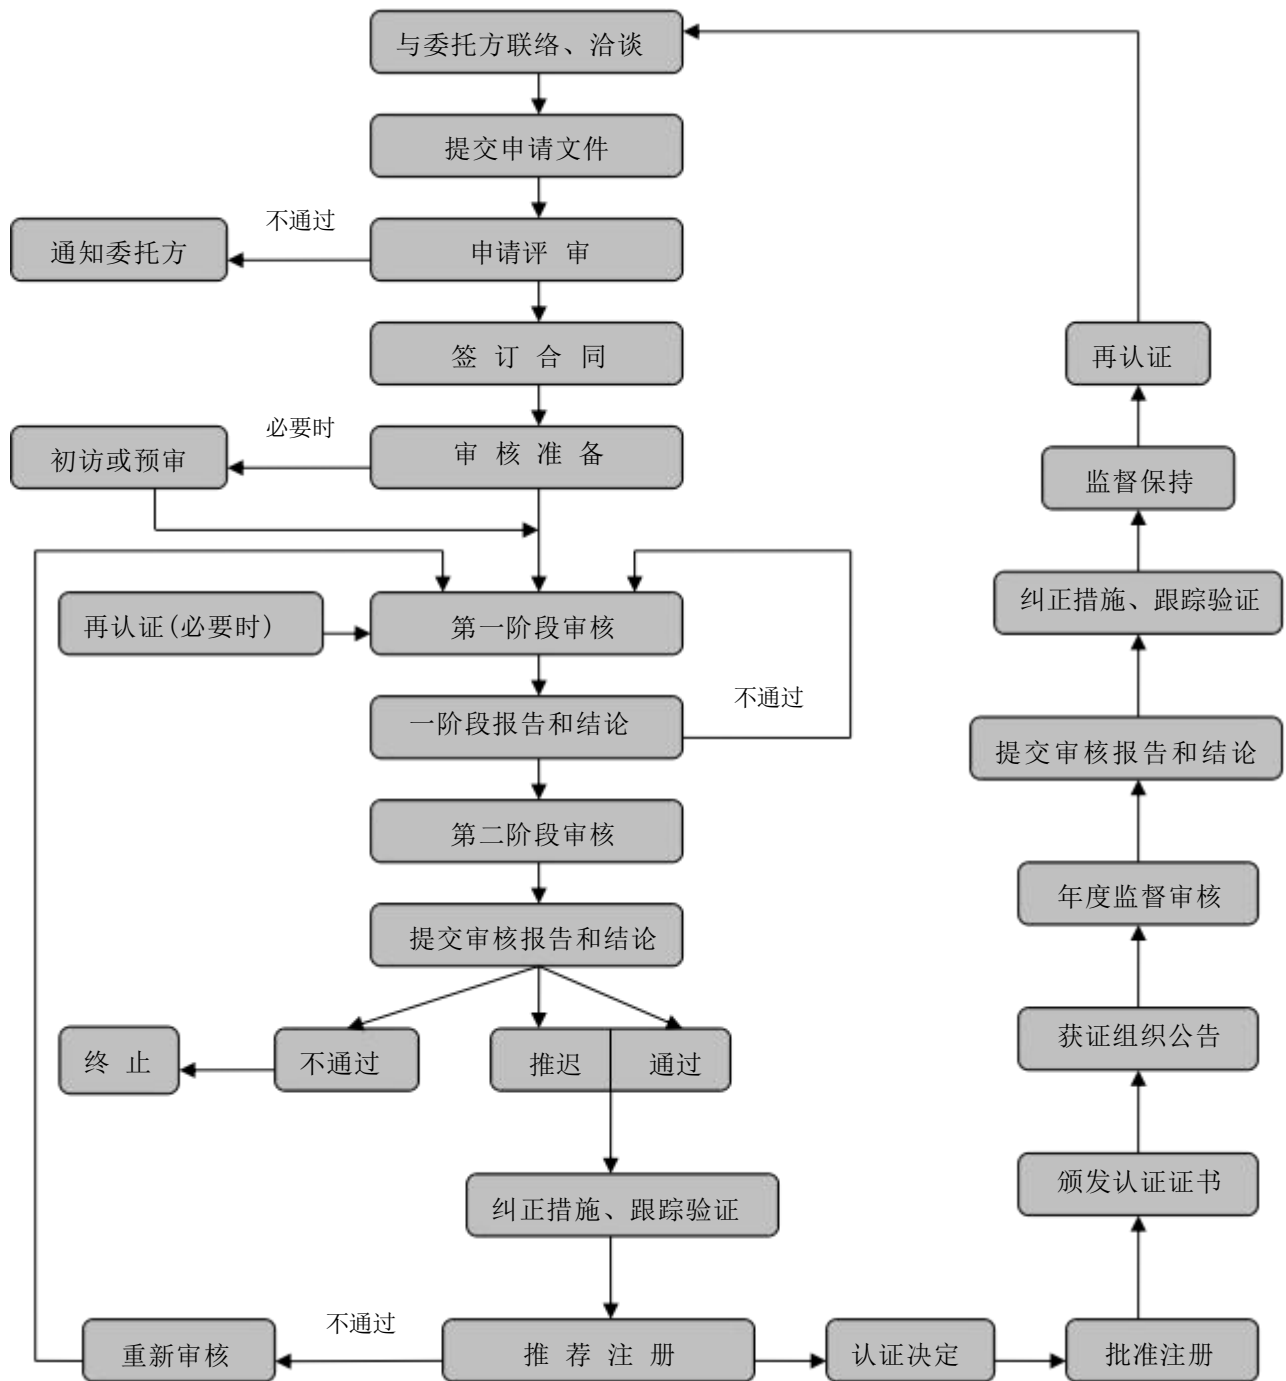 与委托方联络、洽谈
提交申请文件
不通过
通知委托方
申请评 审
签 订 合 同
再认证
必要时
初访或预审
审 核 准 备
监督保持
再认证(必要时)
第一阶段审核
纠正措施、跟踪验证
一阶段报告和结论
不通过
提交审核报告和结论
第二阶段审核
年度监督审核
提交审核报告和结论
获证组织公告
终 止
不通过
推迟
通过
颁发认证证书
纠正措施、跟踪验证
不通过
重新审核
推 荐 注 册
认证决定
批准注册